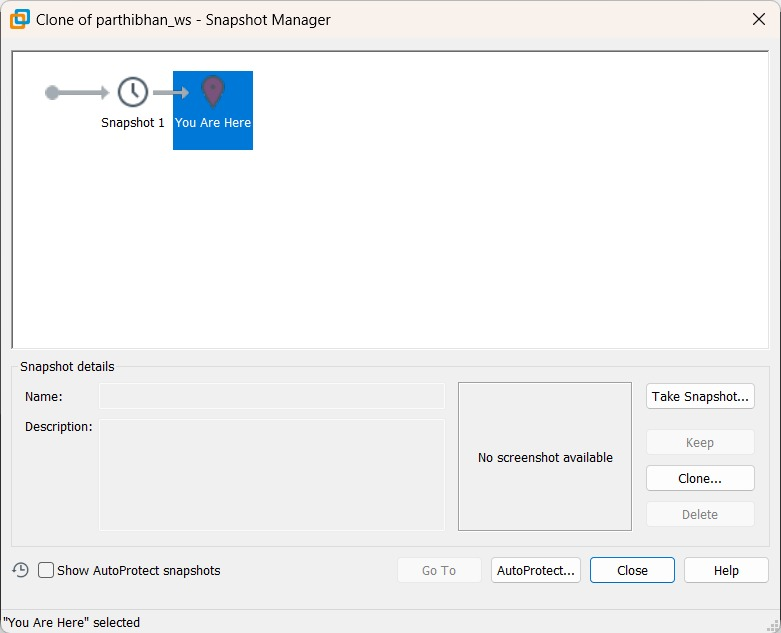 Clone of parthibhan_ws - Snapshot Manager
Snapshot 1
You Are Here
Snapshot details
Name:
Take Snapshot...
Description:
Keep
No screenshot available
Clone...
Delete
Show AutoProtect snapshots
Go To
AutoProtect...
Close
Help
"You Are Here" selected